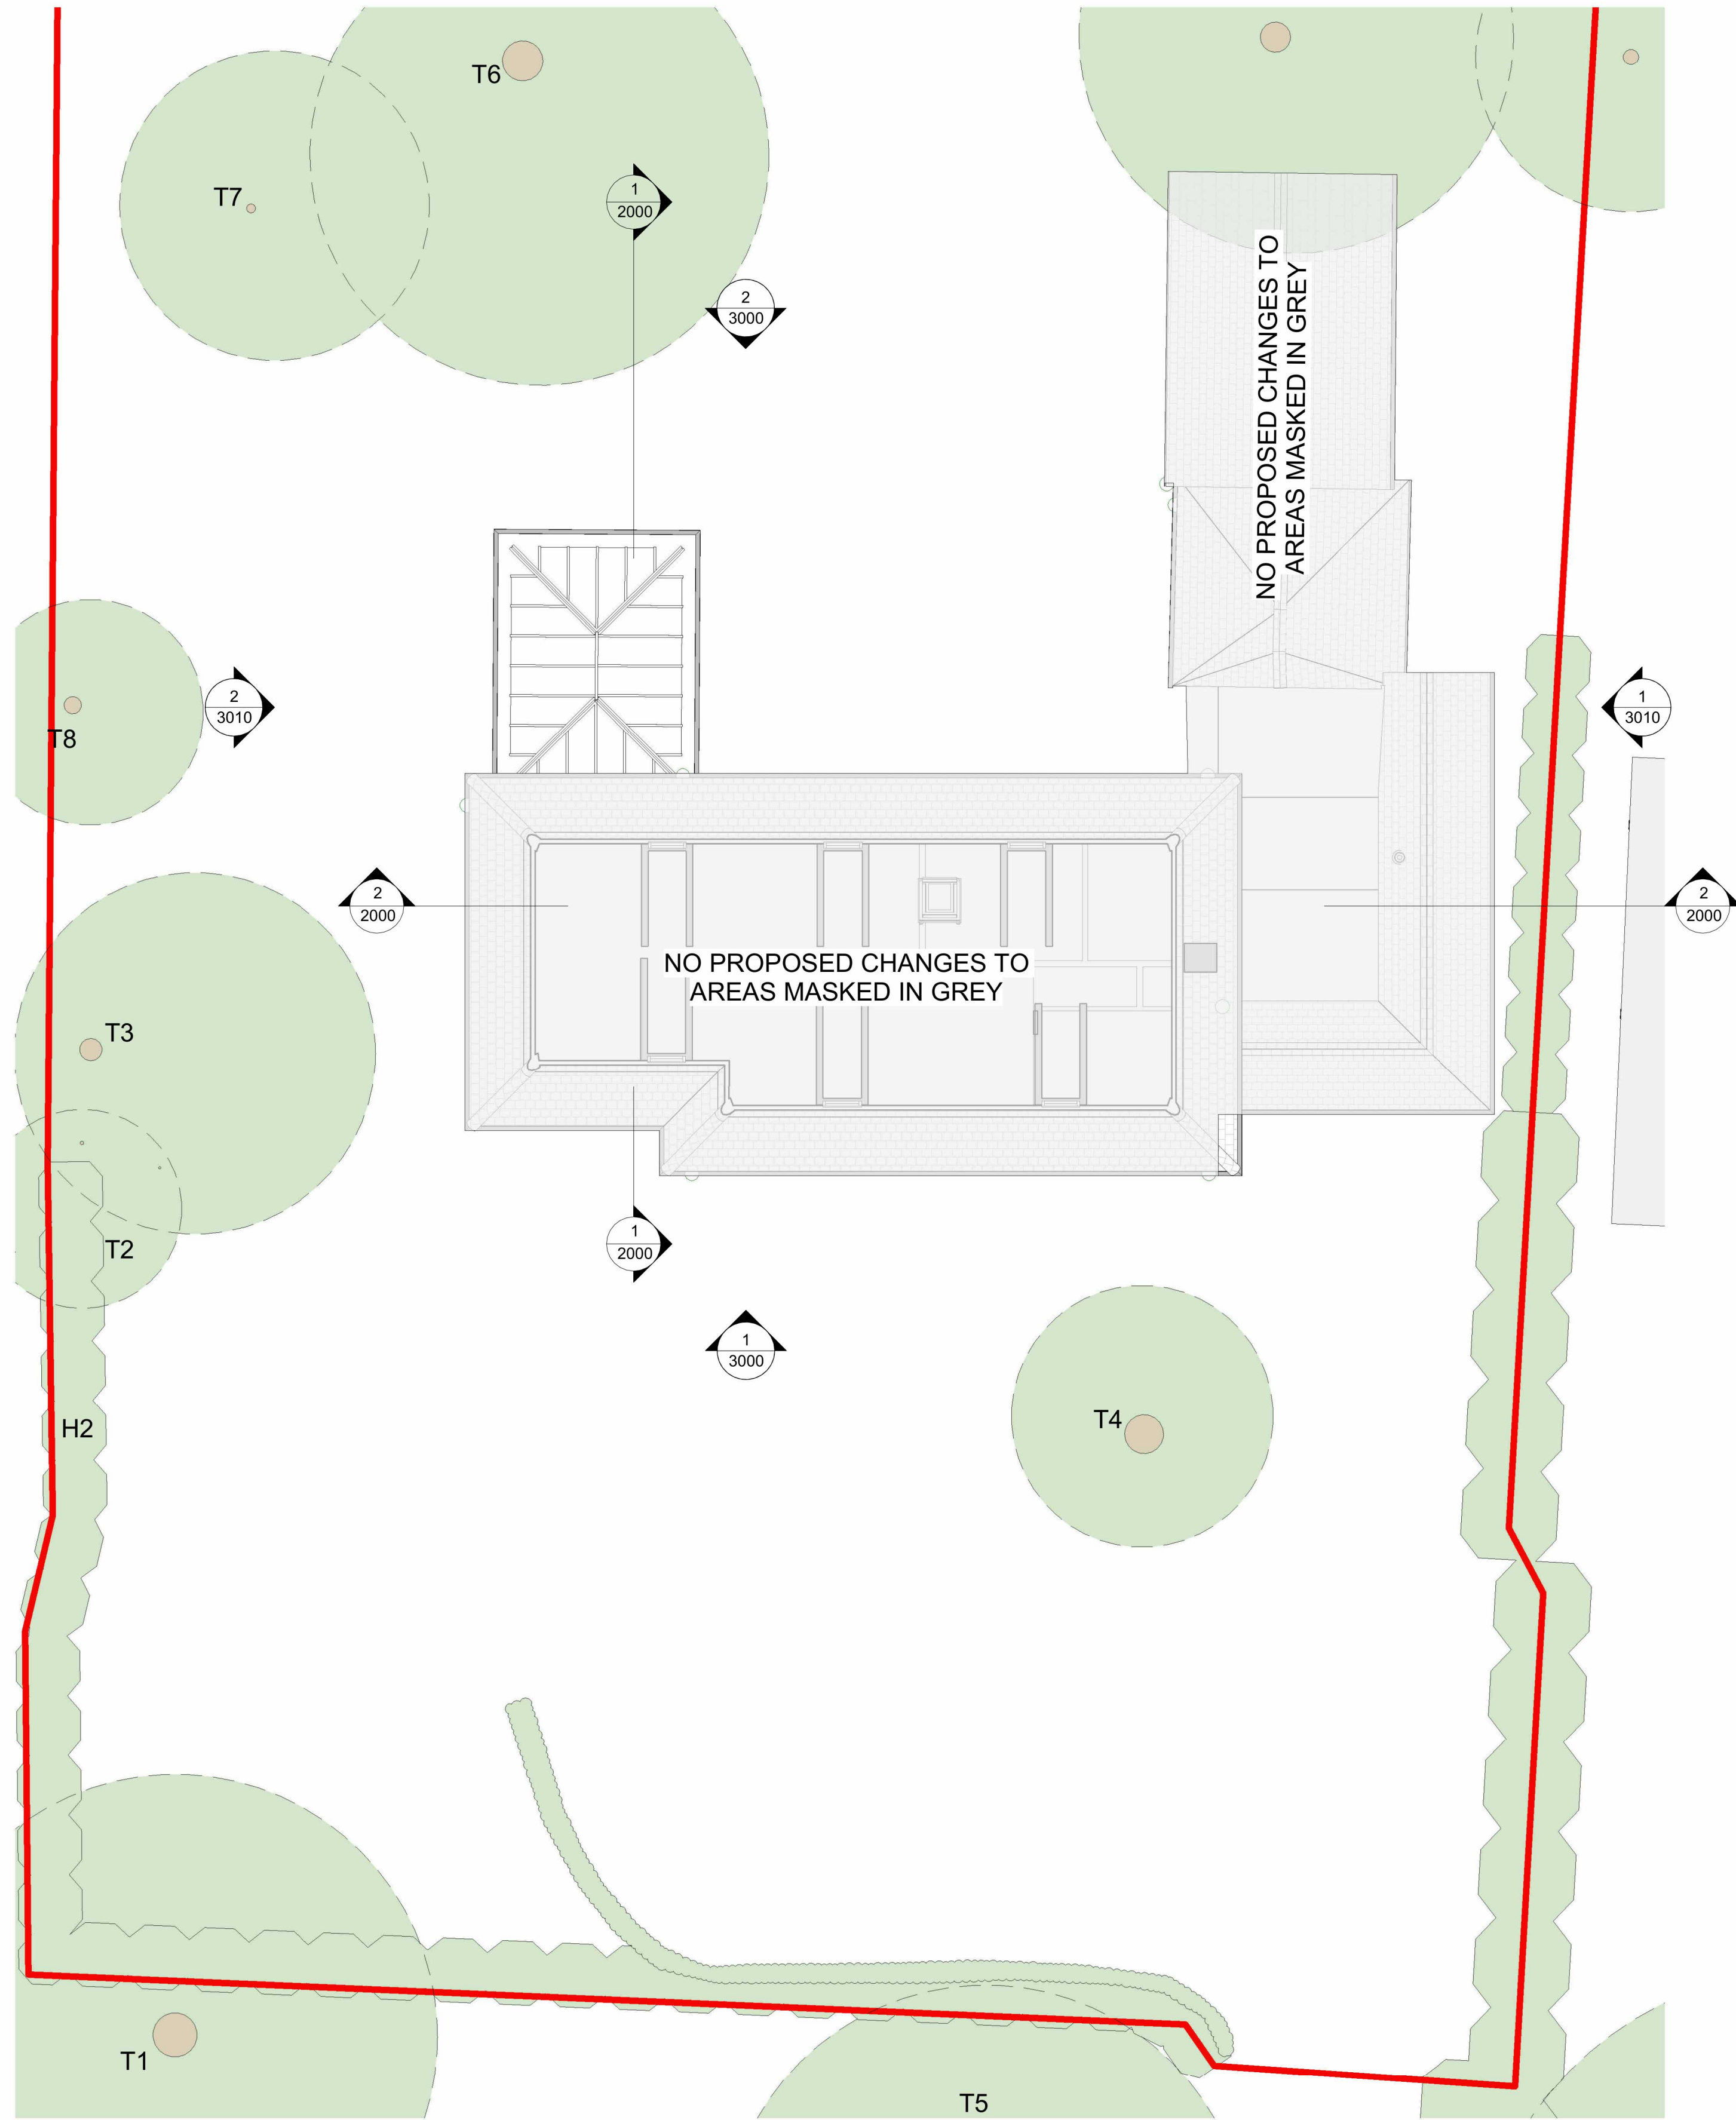 T6
T7
1
2000
2
3000
NO PROPOSED CHANGES TO
AREAS MASKED IN GREY
T8
2
3010
1
3010
2
2000
2
2000
NO PROPOSED CHANGES TO
AREAS MASKED IN GREY
T3
T2
1
2000
1
3000
T4
H2
T1
T5